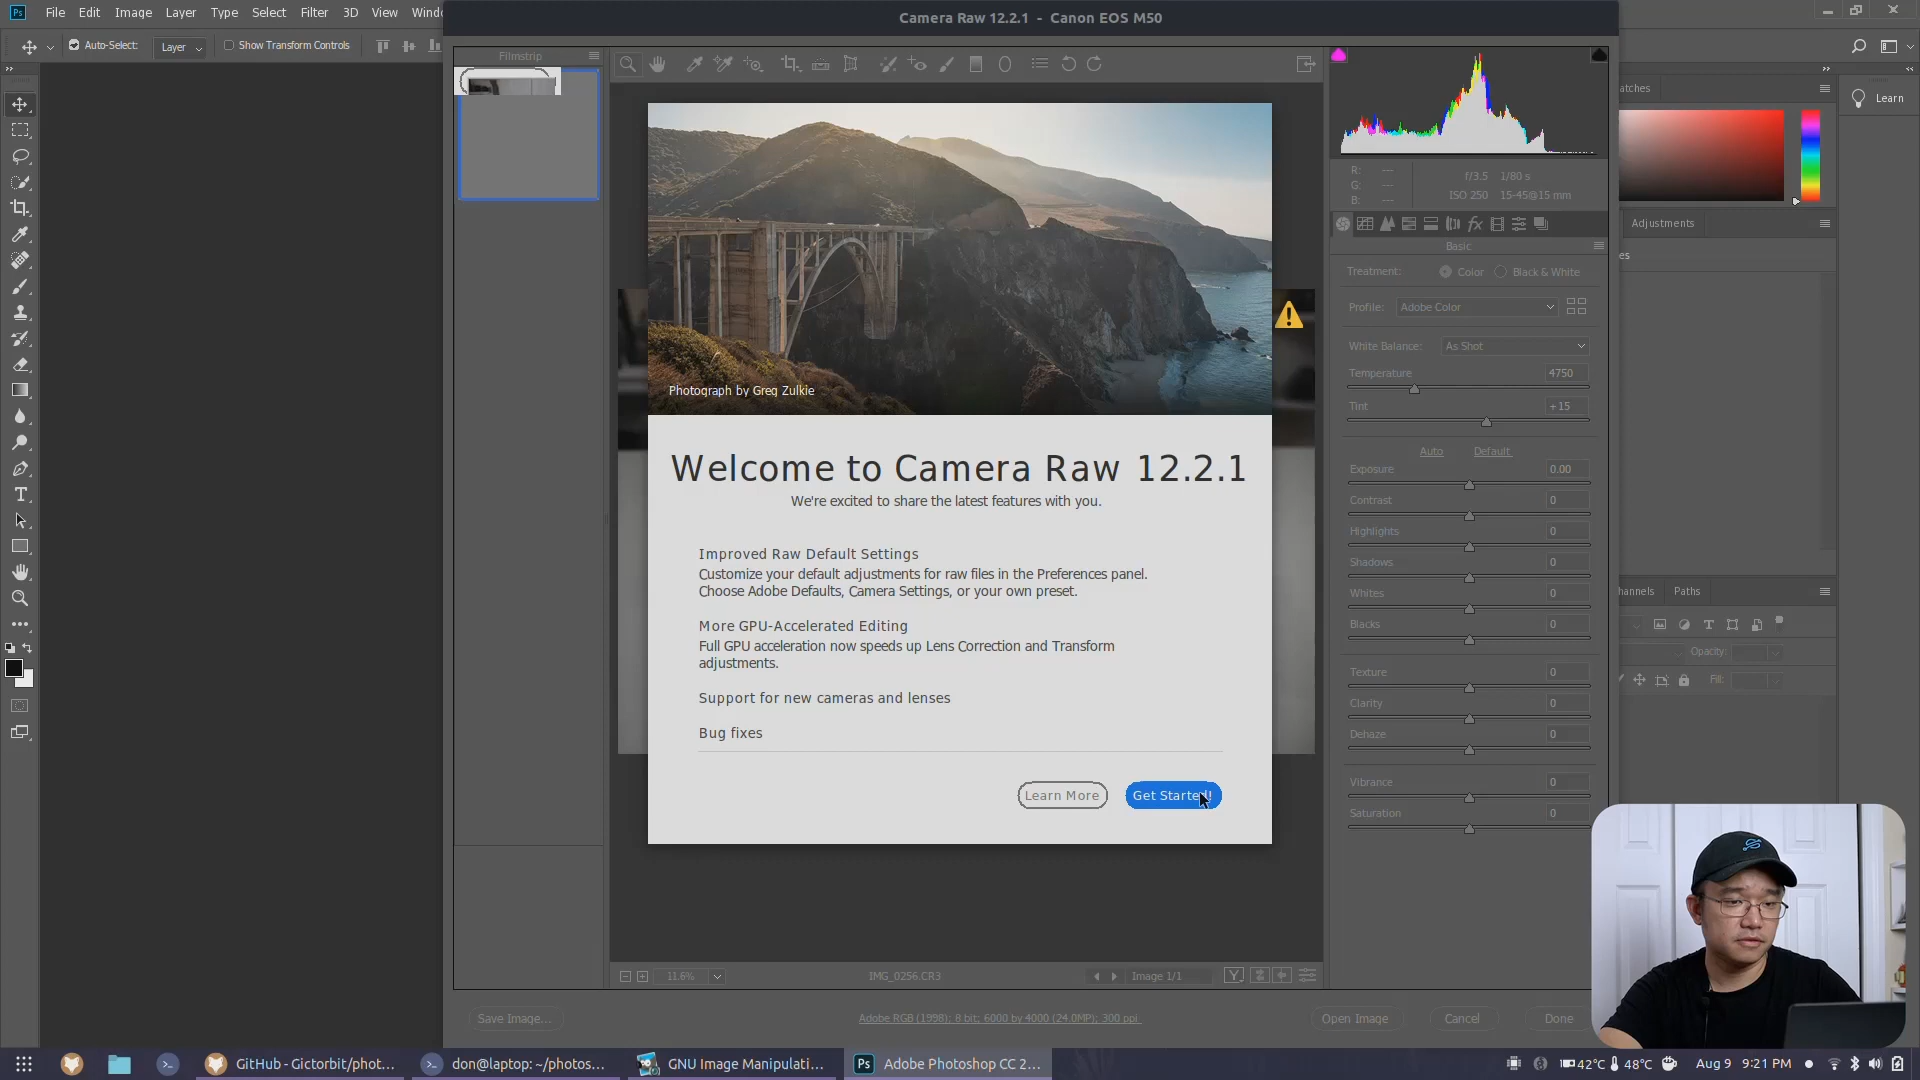 Ps File Edit Image Layer Type Select Filter 3D View Windo
Camera Raw 12.2.1 - Canon EOS M50
Auto-Select: Layer Show Transform Controls
Filmstrip
atches
Learn
R: ---
G: ---
B: ---
f/3.5 1/80 s
ISO 250 15-45@15 mm
Adjustments
es
Basic
Treatment: Color Black & White
Profile: Adobe Color
White Balance: As Shot
Temperature 4750
Tint +15
Auto Default
Exposure 0.00
Contrast 0
Highlights 0
Shadows 0
Whites 0
Blacks 0
Texture 0
Clarity 0
Dehaze 0
Vibrance 0
Saturation 0
hannels Paths
Opacity:
Fill:
Photograph by Greg Zulkie
Welcome to Camera Raw 12.2.1
We're excited to share the latest features with you.
Improved Raw Default Settings
Customize your default adjustments for raw files in the Preferences panel.
Choose Adobe Defaults, Camera Settings, or your own preset.
More GPU-Accelerated Editing
Full GPU acceleration now speeds up Lens Correction and Transform
adjustments.
Support for new cameras and lenses
Bug fixes
Learn More Get Started!
11.6% IMG_0256.CR3 Image 1/1
Save Image... Adobe RGB (1998); 8 bit; 6000 by 4000 (24.0MP); 300 ppi Open Image Cancel Done
GitHub - Gictorbit/phot... don@laptop: ~/photos... GNU Image Manipulati... Ps Adobe Photoshop CC 2... 42°C 48°C Aug 9 9:21 PM